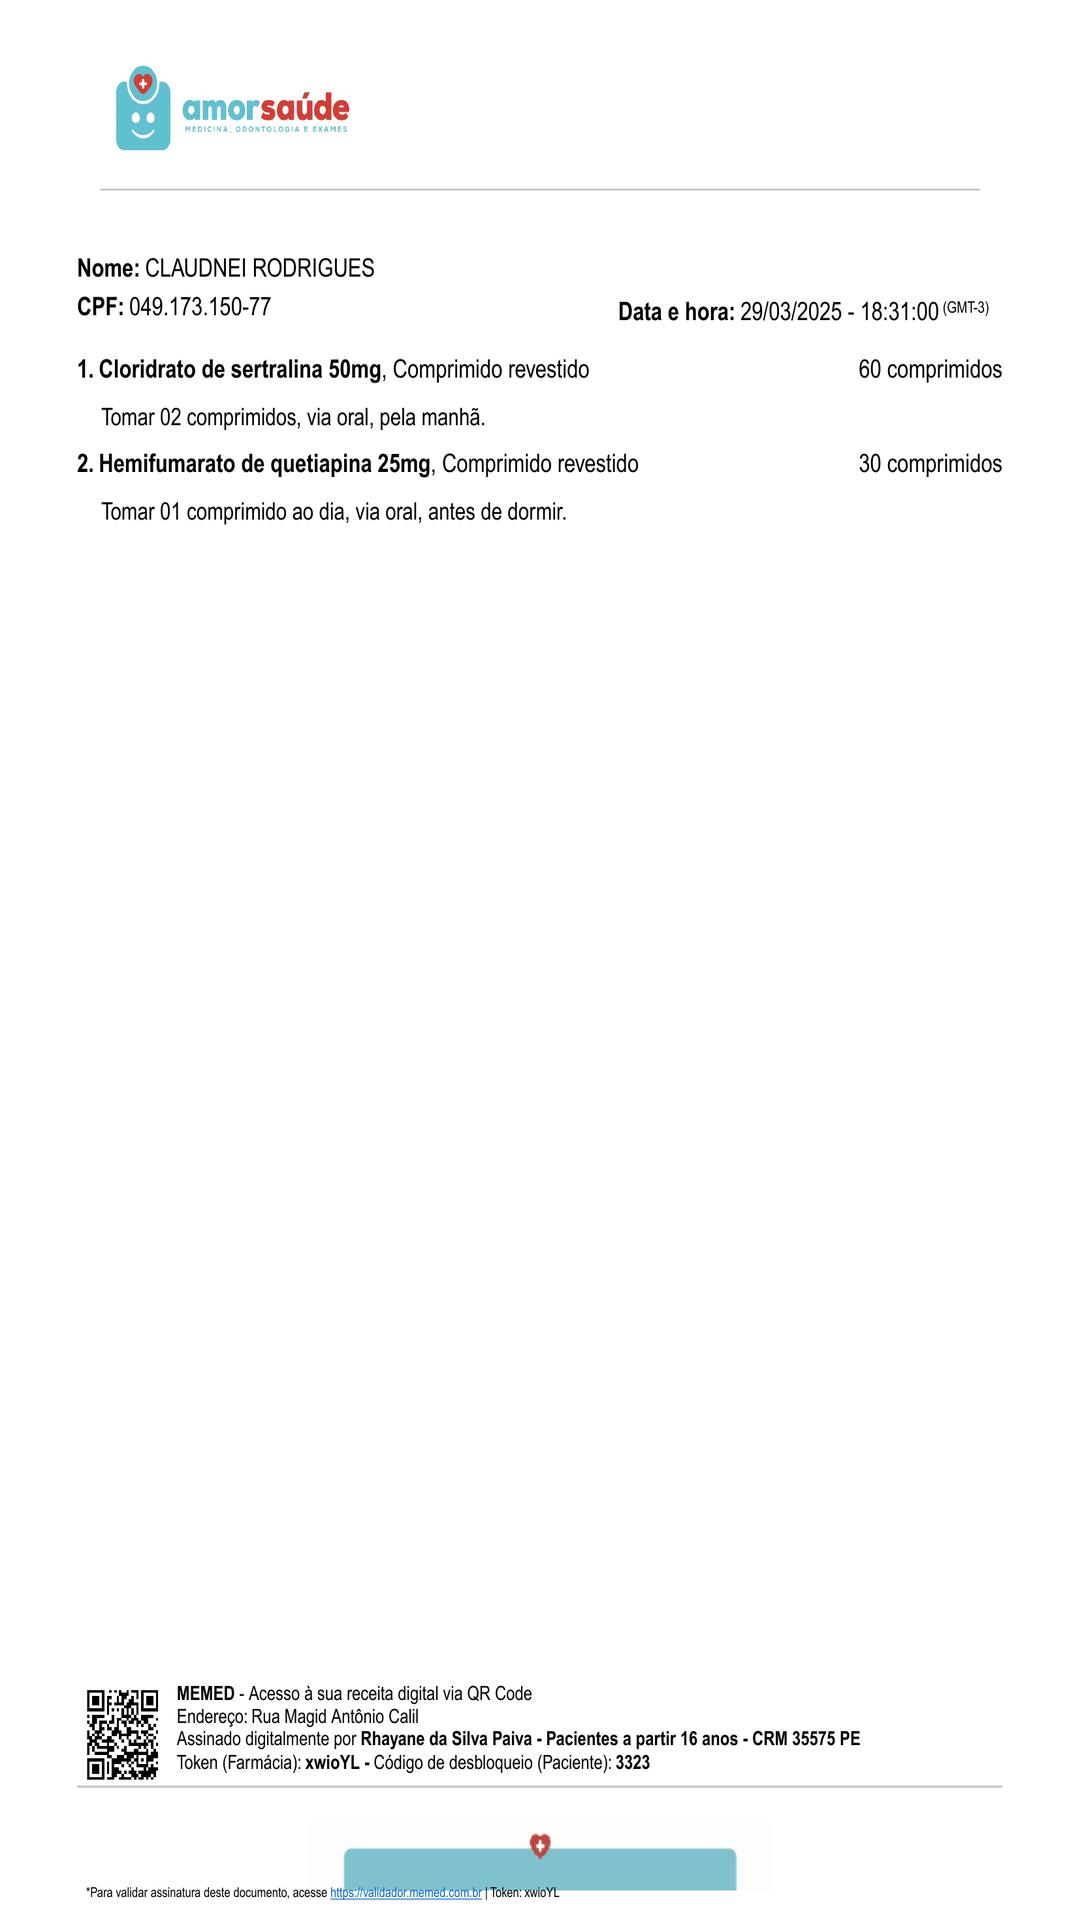 amorsaúde
MEDICINA, ODONTOLOGIA E EXAMES
Nome: CLAUDNEI RODRIGUES
CPF: 049.173.150-77
Data e hora: 29/03/2025 - 18:31:00 (GMT-3)
1. Cloridrato de sertralina 50mg, Comprimido revestido 60 comprimidos
Tomar 02 comprimidos, via oral, pela manhã.
2. Hemifumarato de quetiapina 25mg, Comprimido revestido 30 comprimidos
Tomar 01 comprimido ao dia, via oral, antes de dormir.
MEMED - Acesso à sua receita digital via QR Code
Endereço: Rua Magid Antônio Calil
Assinado digitalmente por Rhayane da Silva Paiva - Pacientes a partir 16 anos - CRM 35575 PE
Token (Farmácia): xwioYL - Código de desbloqueio (Paciente): 3323
*Para validar assinatura deste documento, acesse https://validador.memed.com.br | Token: xwioYL